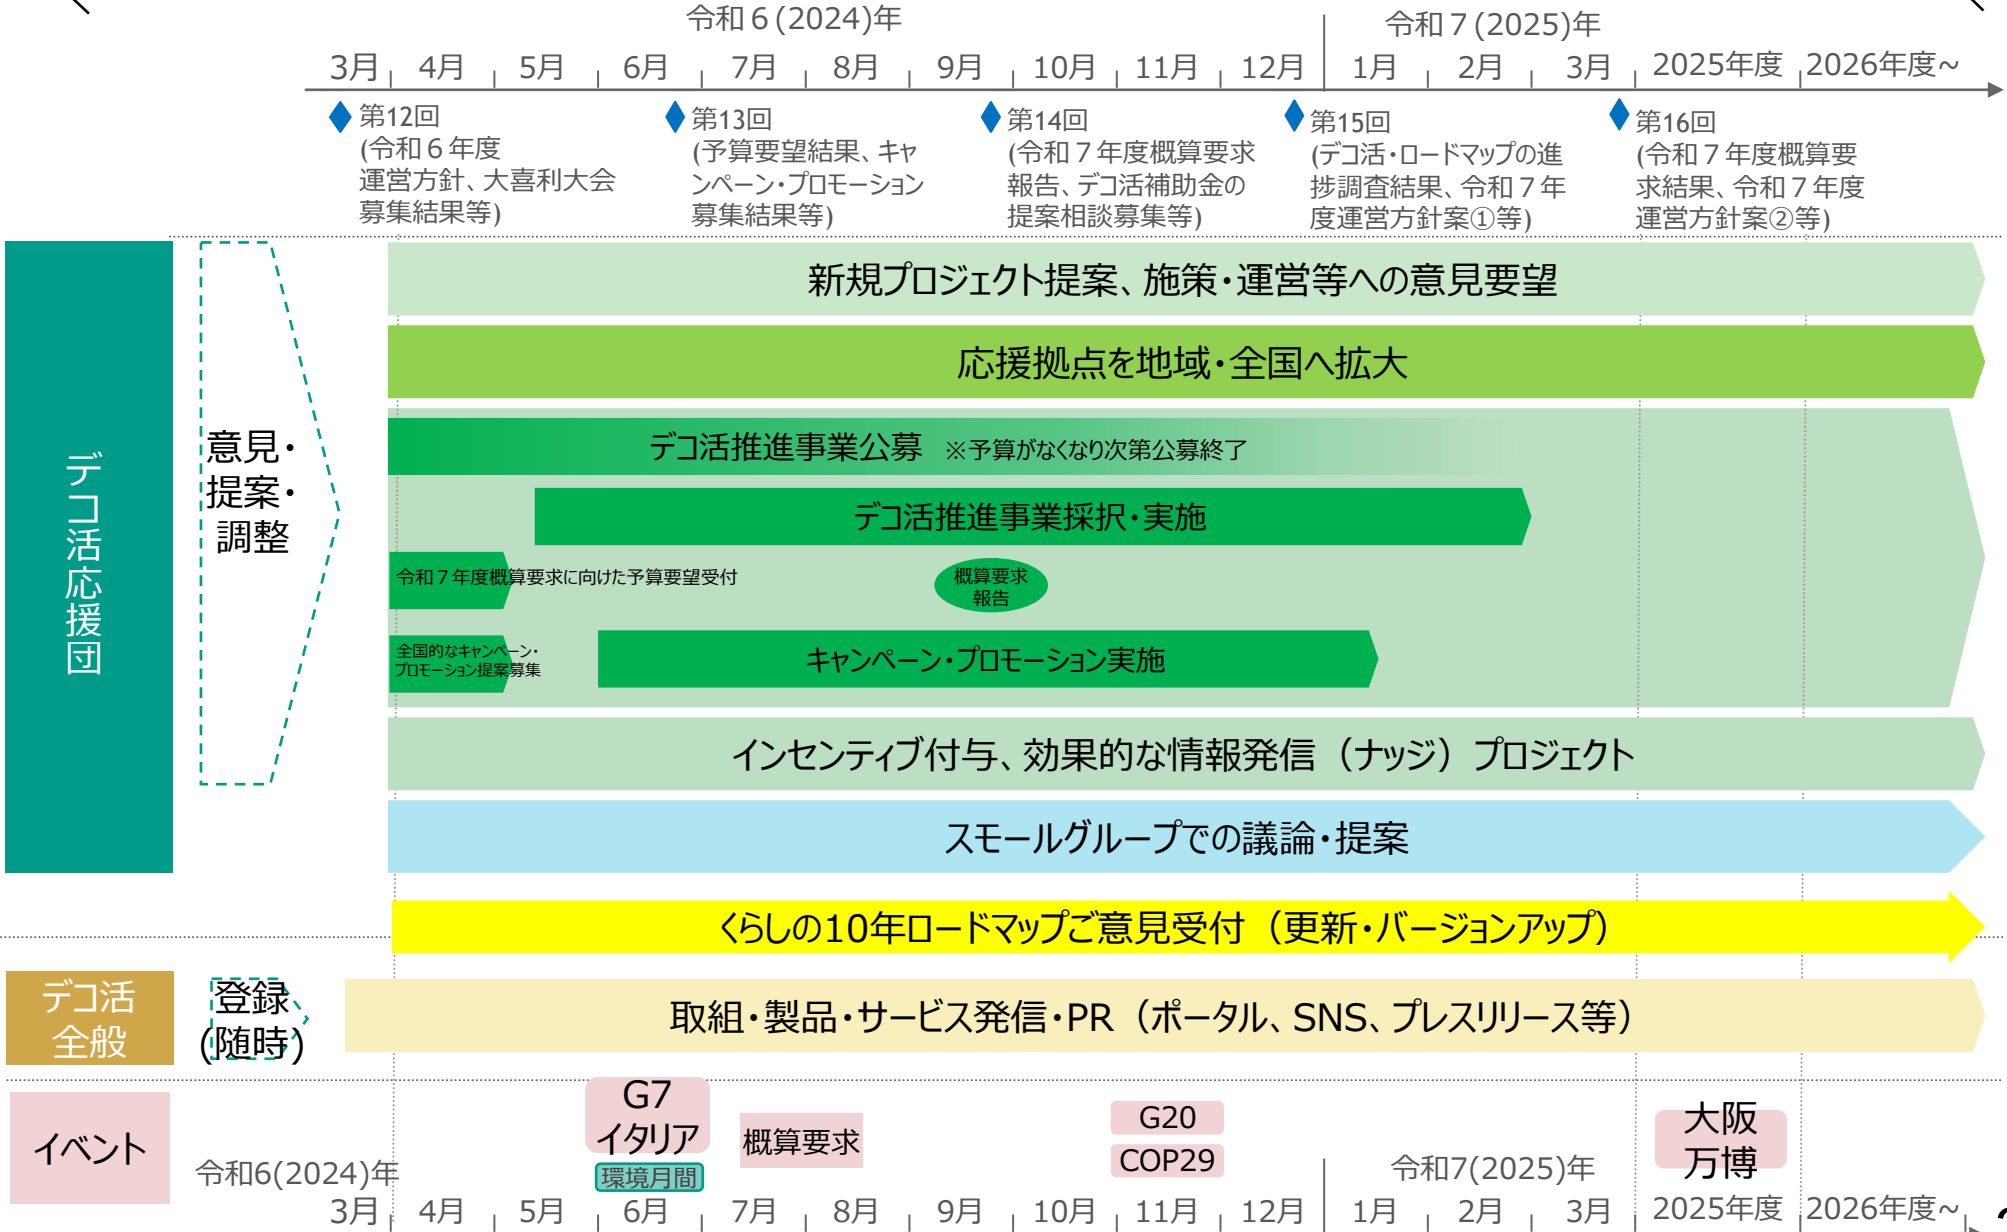 令和６(2024)年
令和７(2025)年
3月 4月 5月 6月 7月 8月 9月 10月 11月 12月 1月 2月 3月 2025年度 2026年度~
第12回
(令和６年度
運営方針、大喜利大会
募集結果等)
第13回
(予算要望結果、キャ
ンペーン・プロモーション
募集結果等)
第14回
(令和７年度概算要求
報告、デコ活補助金の
提案相談募集等)
第15回
(デコ活・ロードマップの進
捗調査結果、令和７年
度運営方針案①等)
第16回
(令和７年度概算要
求結果、令和７年度
運営方針案②等)
デコ活応援団
意見・
提案・
調整
新規プロジェクト提案、施策・運営等への意見要望
応援拠点を地域・全国へ拡大
デコ活推進事業公募 ※予算がなくなり次第公募終了
デコ活推進事業採択・実施
令和７年度概算要求に向けた予算要望受付
概算要求
報告
全国的なキャンペーン・
プロモーション提案募集
キャンペーン・プロモーション実施
インセンティブ付与、効果的な情報発信（ナッジ）プロジェクト
スモールグループでの議論・提案
くらしの10年ロードマップご意見受付（更新・バージョンアップ）
デコ活
全般
登録
(随時)
取組・製品・サービス発信・PR（ポータル、SNS、プレスリリース等）
イベント
G7
イタリア
環境月間
概算要求
G20
COP29
大阪
万博
令和6(2024)年
令和7(2025)年
3月 4月 5月 6月 7月 8月 9月 10月 11月 12月 1月 2月 3月 2025年度 2026年度~